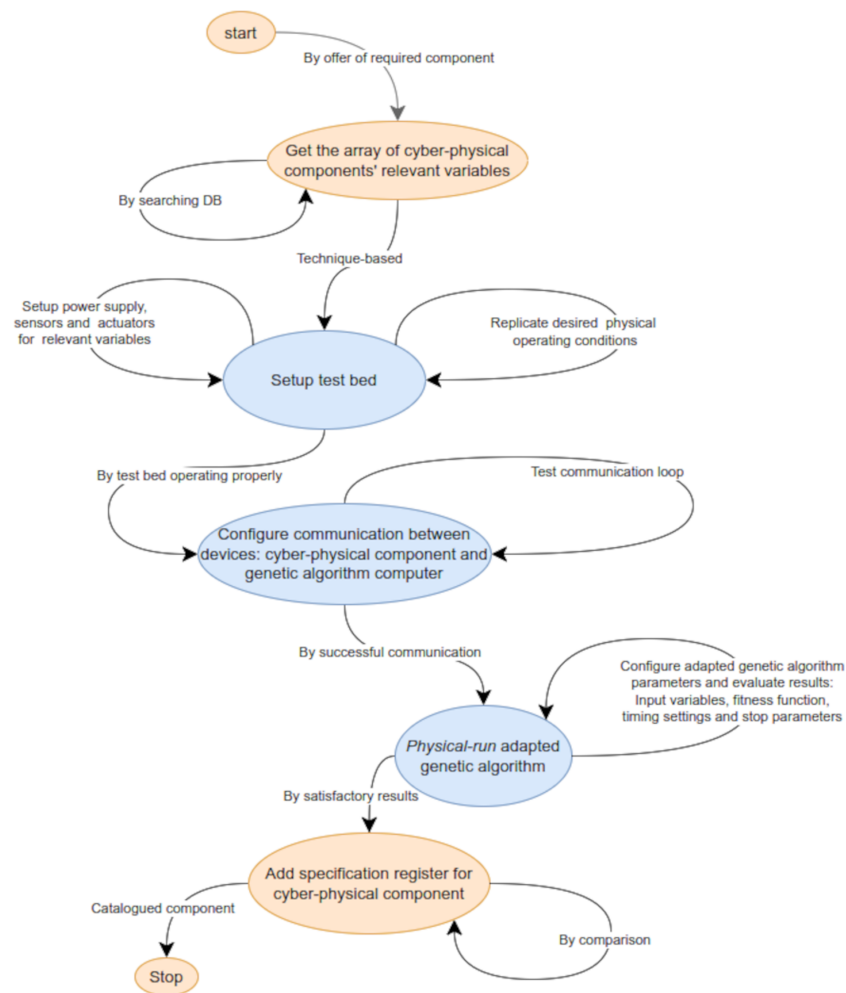 start
By offer of required component
Get the array of cyber-physical
components' relevant variables
By searching DB
Technique-based
Setup power supply,
sensors and actuators
for relevant variables
Replicate desired physical
operating conditions
Setup test bed
By test bed operating properly
Test communication loop
Configure communication between
devices: cyber-physical component and
genetic algorithm computer
By successful communication
Configure adapted genetic algorithm
parameters and evaluate results:
Input variables, fitness function,
timing settings and stop parameters
Physical-run adapted
genetic algorithm
By satisfactory results
Add specification register for
cyber-physical component
Catalogued component
By comparison
Stop